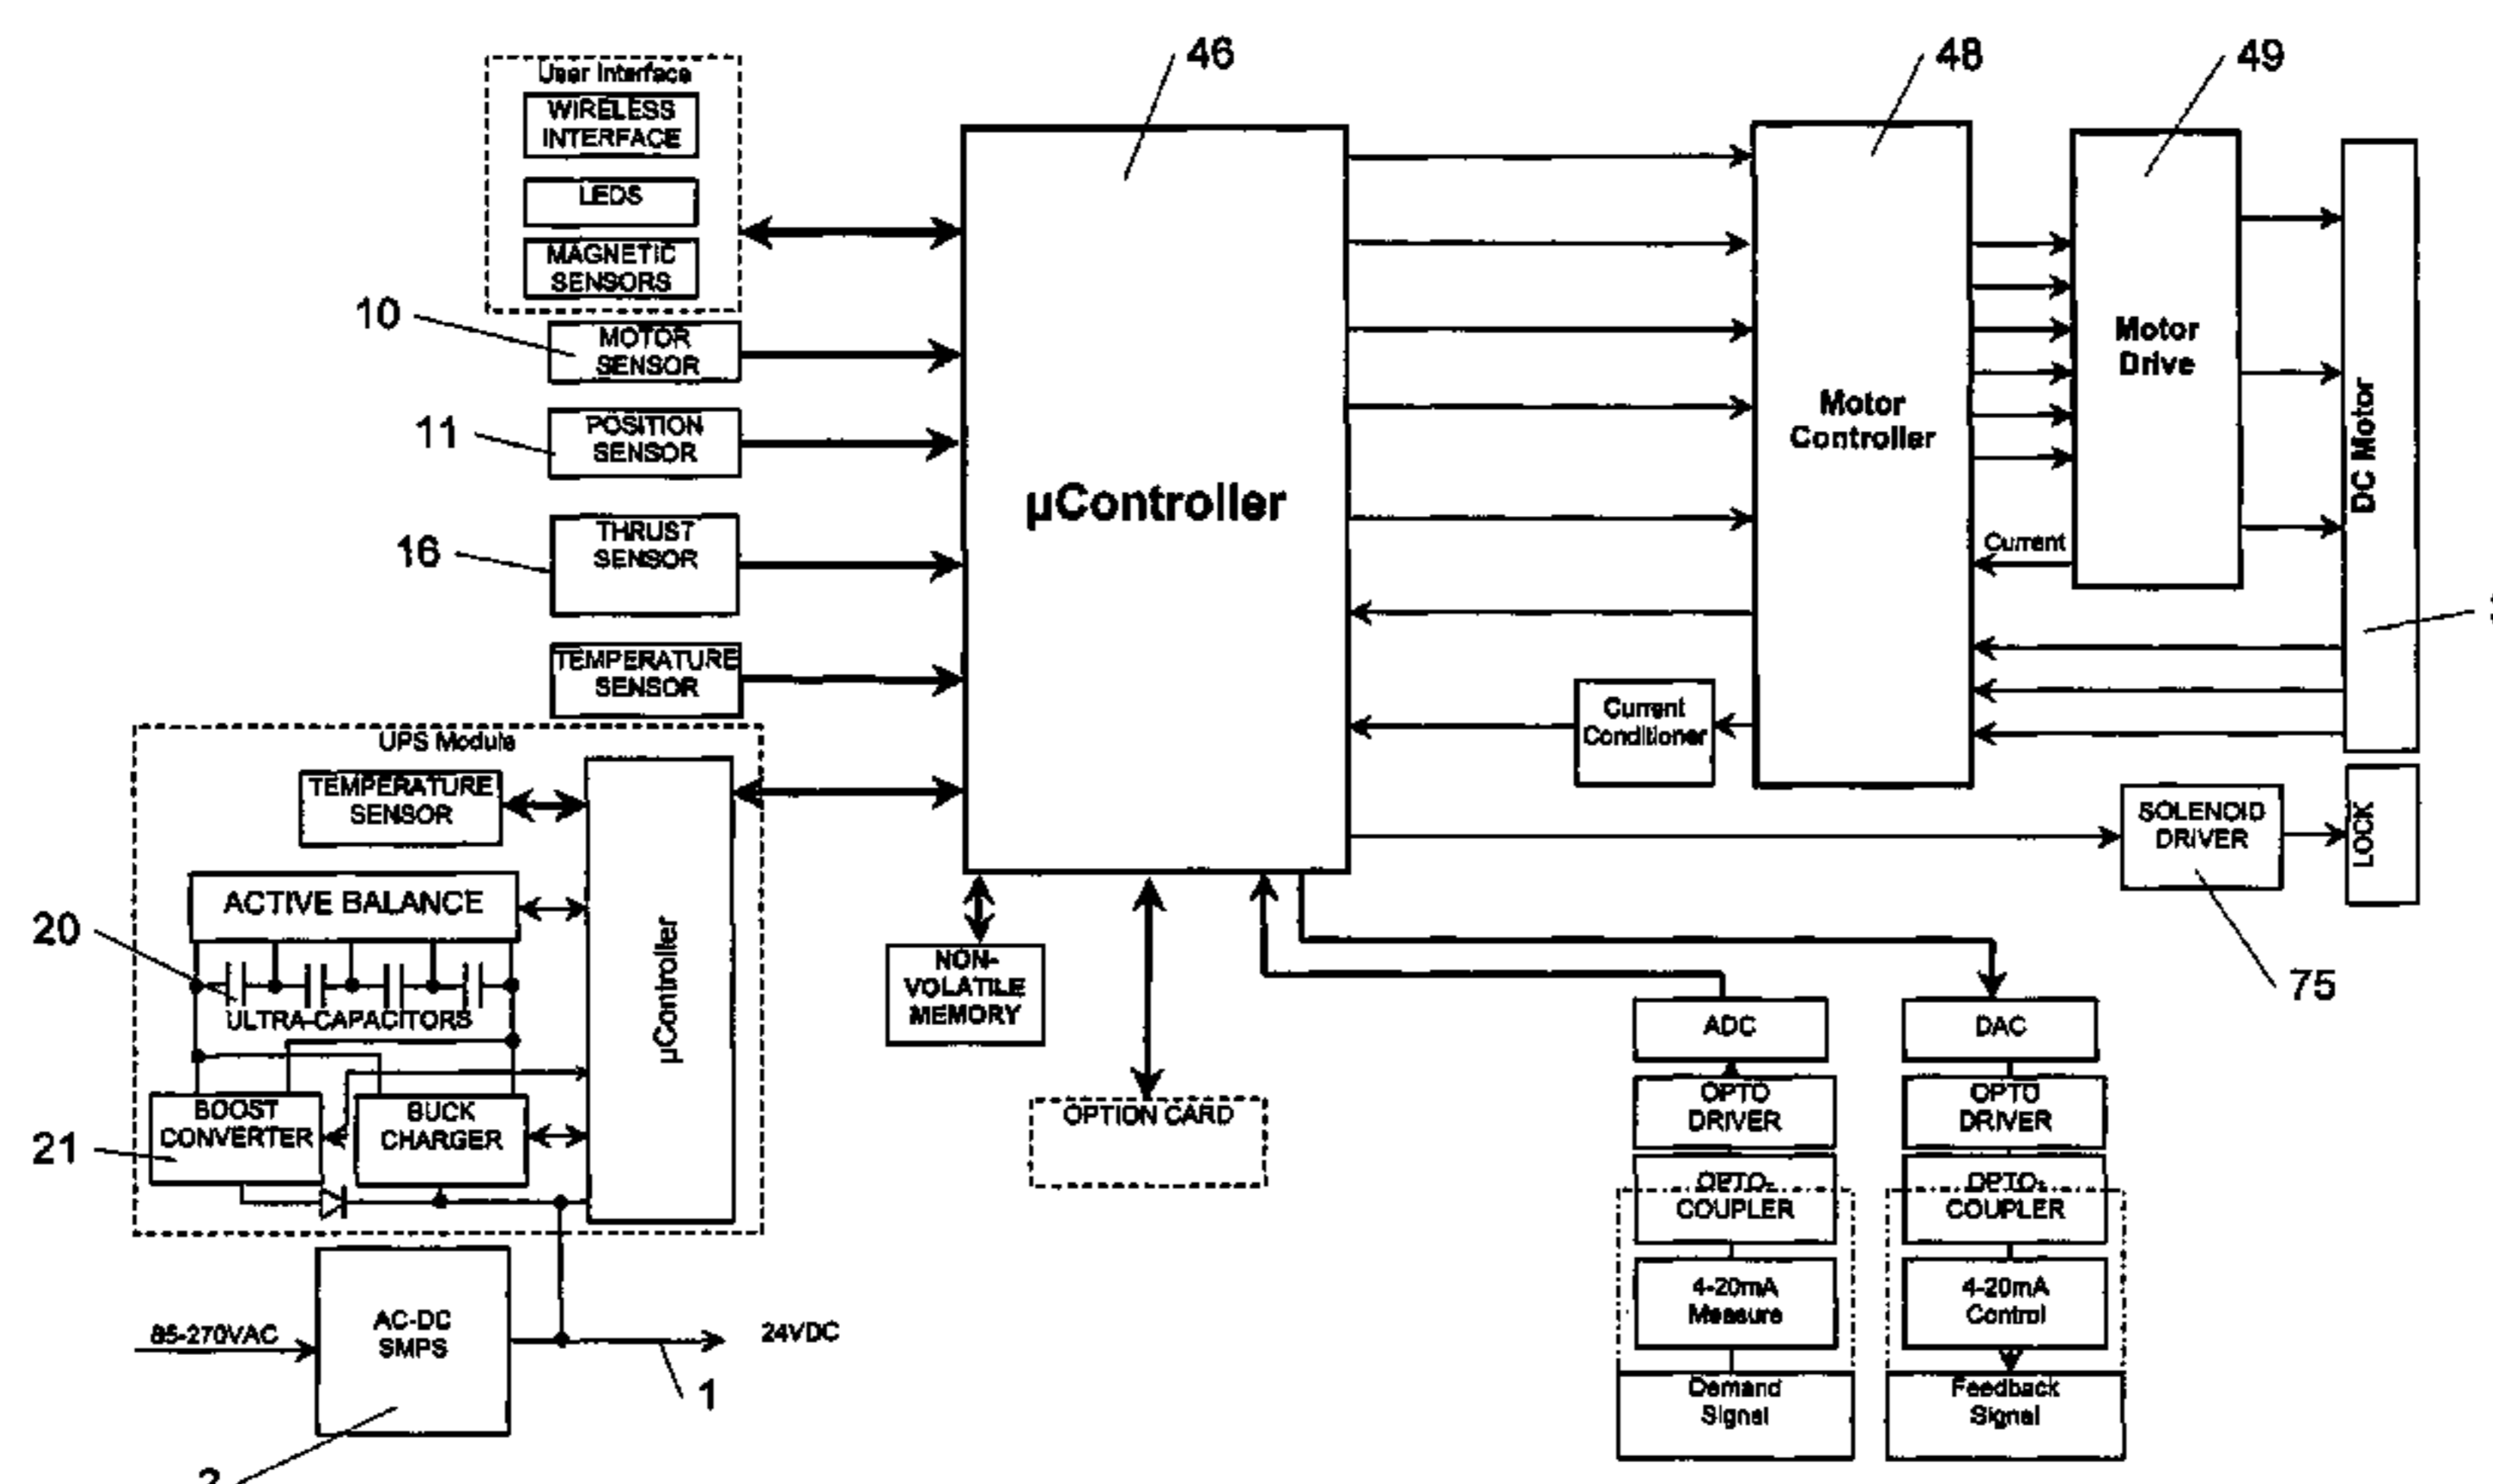 46
48
49
User Interface
WIRELESS
INTERFACE
LEDS
MAGNETIC
SENSORS
10
MOTOR
SENSOR
11
POSITION
SENSOR
16
THRUST
SENSOR
TEMPERATURE
SENSOR
µController
Motor
Controller
Motor
Drive
DC Motor
Current
Current
Conditioner
SOLENOID
DRIVER
LOCK
75
UPS Module
TEMPERATURE
SENSOR
ACTIVE BALANCE
20
ULTRA-CAPACITORS
µController
BOOST
CONVERTER
BUCK
CHARGER
21
NON-
VOLATILE
MEMORY
OPTION CARD
ADC
OPTO
DRIVER
OPTO-
COUPLER
4-20mA
Measure
Demand
Signal
DAC
OPTO
DRIVER
OPTO-
COUPLER
4-20mA
Control
Feedback
Signal
85-270VAC
AC-DC
SMPS
24VDC
1